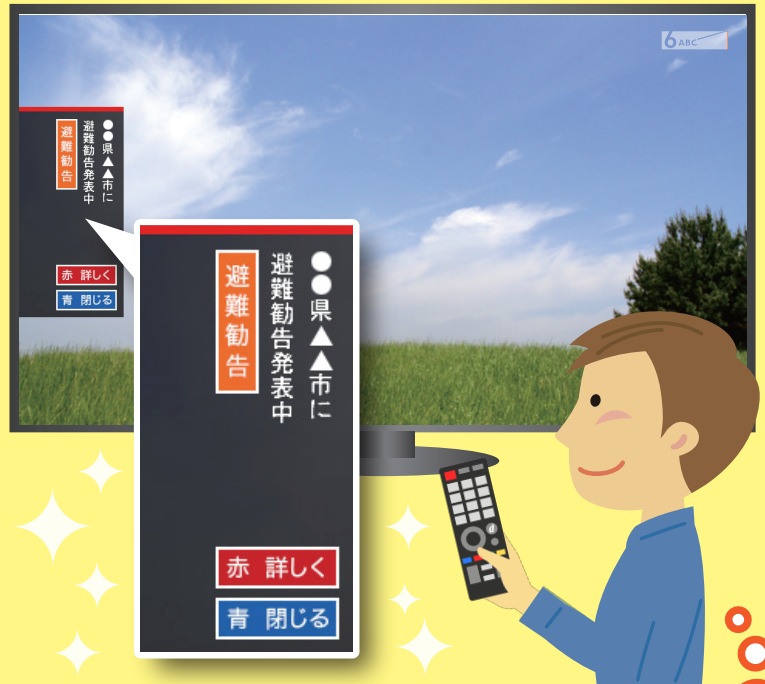 6 ABC
●●県▲▲市に
避難勧告発表中
避難勧告
赤 詳しく
青 閉じる
●●県▲▲市に
避難勧告発表中
避難勧告
赤 詳しく
青 閉じる
d